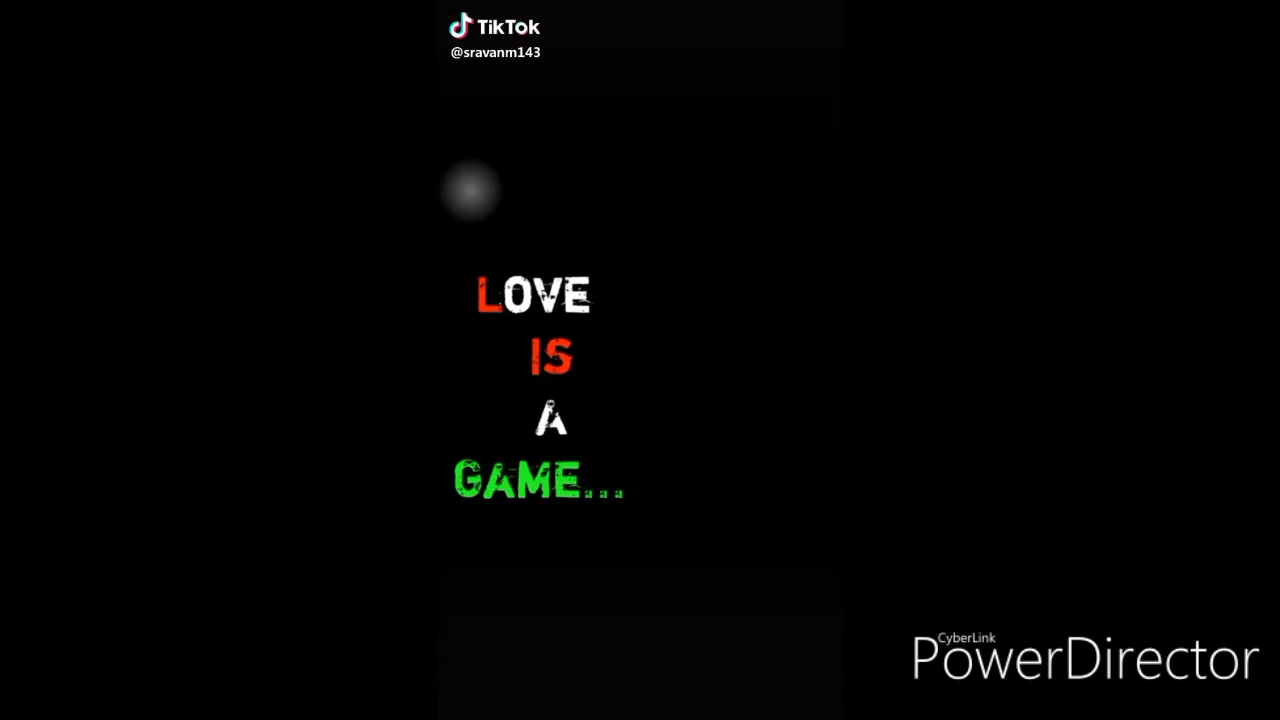 TikTok
@sravanm143
LOVE
IS
A
GAME...
CyberLink
PowerDirector